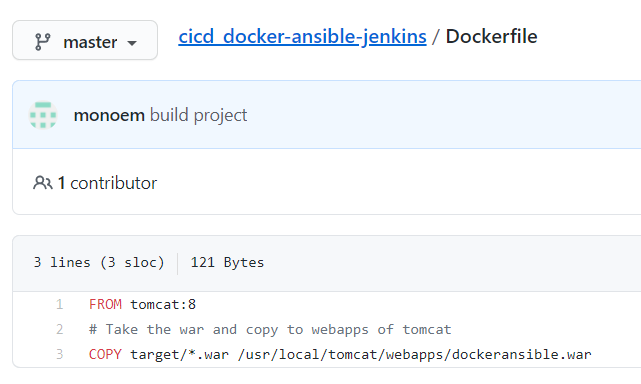 master cicd_docker-ansible-jenkins / Dockerfile
monoem build project
1 contributor
3 lines (3 sloc) 121 Bytes
1 FROM tomcat:8
2 # Take the war and copy to webapps of tomcat
3 COPY target/*.war /usr/local/tomcat/webapps/dockeransible.war